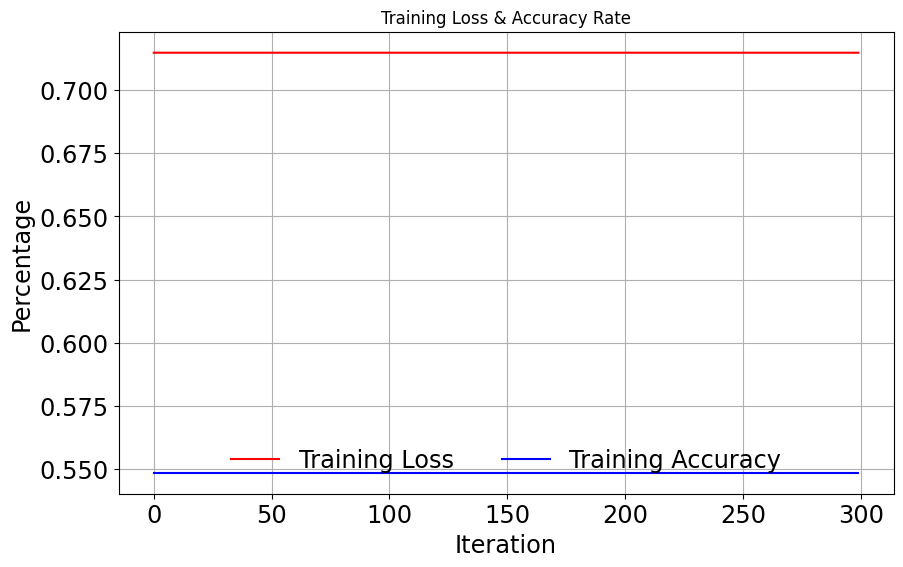 Training Loss & Accuracy Rate
Percentage
0.700
0.675
0.650
0.625
0.600
0.575
0.550
Training Loss Training Accuracy
0 50 100 150 200 250 300
Iteration